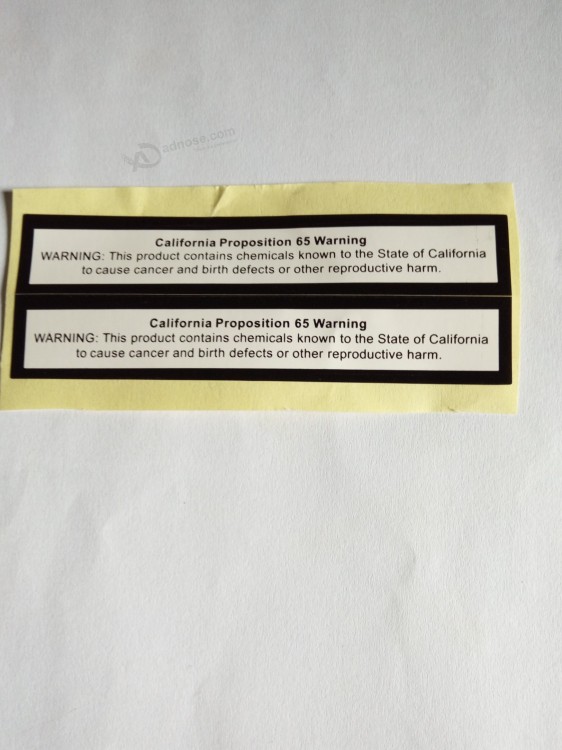 adnose.com
California Proposition 65 Warning
WARNING: This product contains chemicals known to the State of California
to cause cancer and birth defects or other reproductive harm.
California Proposition 65 Warning
WARNING: This product contains chemicals known to the State of California
to cause cancer and birth defects or other reproductive harm.